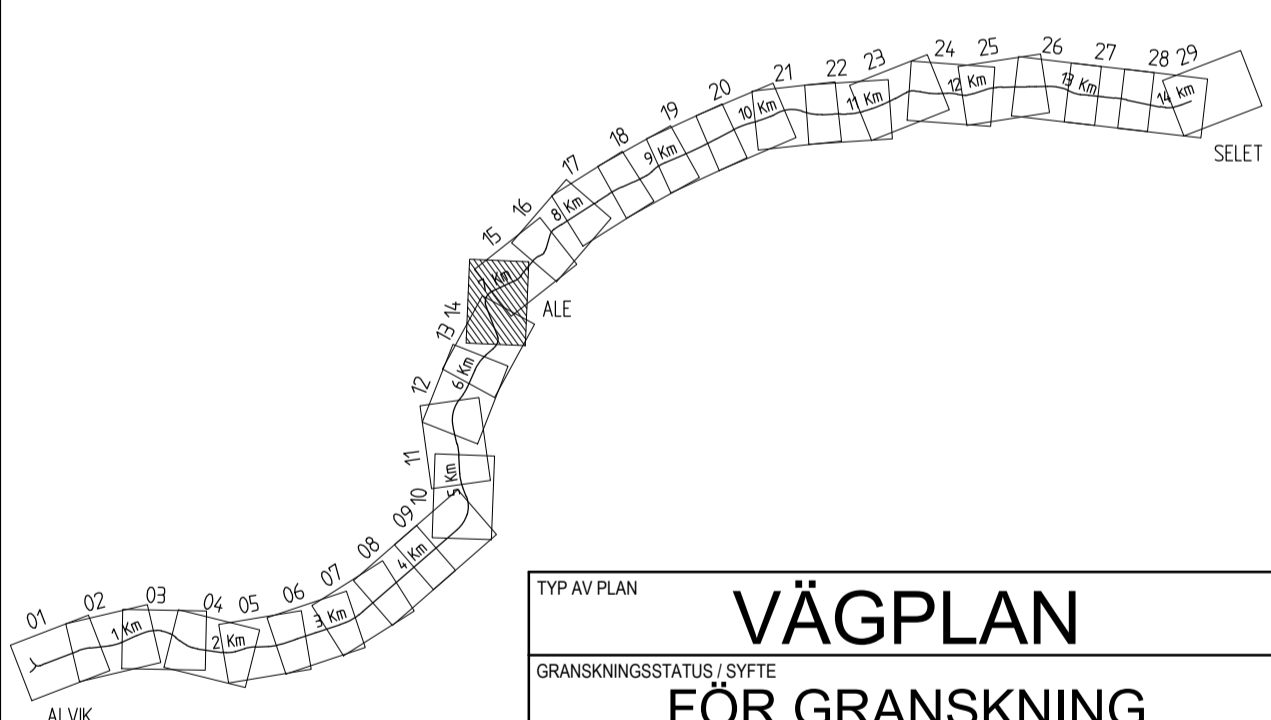 01
02
03
04
05
06
07
08
09
10
11
12
13
14
15
16
17
18
19
20
21
22
23
24
25
26
27
28
29
1 Km
2 Km
3 Km
4 Km
5 Km
6 Km
7 Km
8 Km
9 Km
10 Km
11 Km
12 Km
13 Km
14 Km
ALVIK
ALE
SELET
TYP AV PLAN
VÄGPLAN
GRANSKNINGSSTATUS / SYFTE
FÖR GRANSKNING